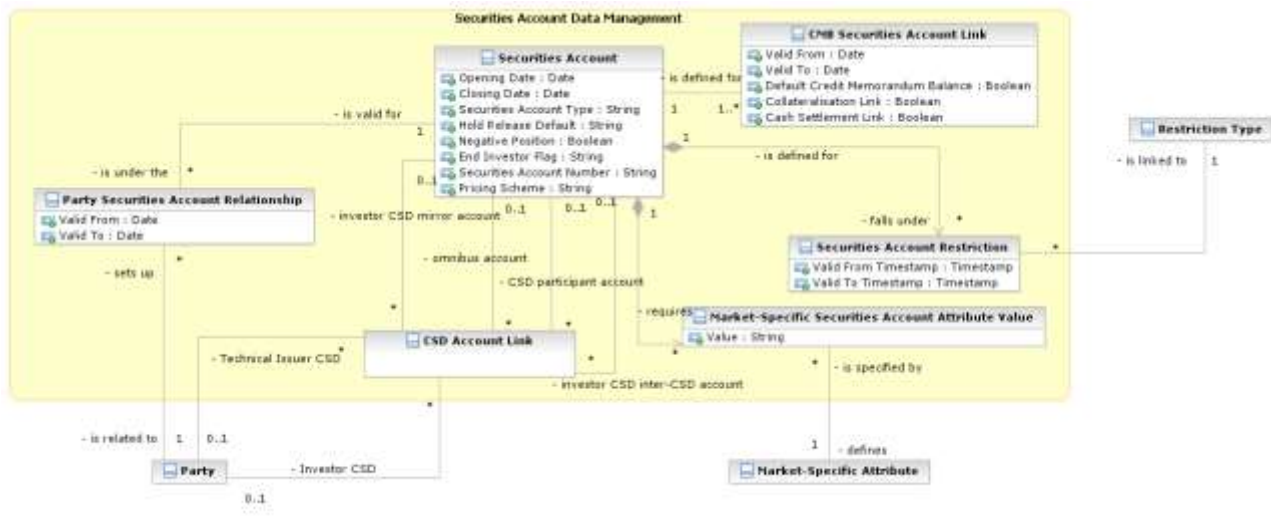 Securities Account Data Management
Securities Account
Opening Date : Date
Closing Date : Date
Securities Account Type : String
Hold Release Default : String
Negative Position : Boolean
End Investor Flag : String
Securities Account Number : String
Pricing Scheme : String
CMB Securities Account Link
Valid From : Date
Valid To : Date
Default Credit Memorandum Balance : Boolean
Collateralisation Link : Boolean
Cash Settlement Link : Boolean
- is defined for
1
1..*
Restriction Type
- is linked to
1
- is valid for
1
- is under the
*
1
- is defined for
Party Securities Account Relationship
Valid From : Date
Valid To : Date
0..1
- investor CSD mirror account
0..1
0..1
0..1
1
- falls under
*
Securities Account Restriction
Valid From Timestamp : Timestamp
Valid To Timestamp : Timestamp
*
- sets up
*
- omnibus account
- CSD participant account
- requires
Market-Specific Securities Account Attribute Value
Value : String
*
*
*
CSD Account Link
- Technical Issuer CSD
*
*
*
*
- is specified by
- investor CSD inter-CSD account
*
- is related to
1
0..1
1
- defines
Party
- Investor CSD
Market-Specific Attribute
0..1